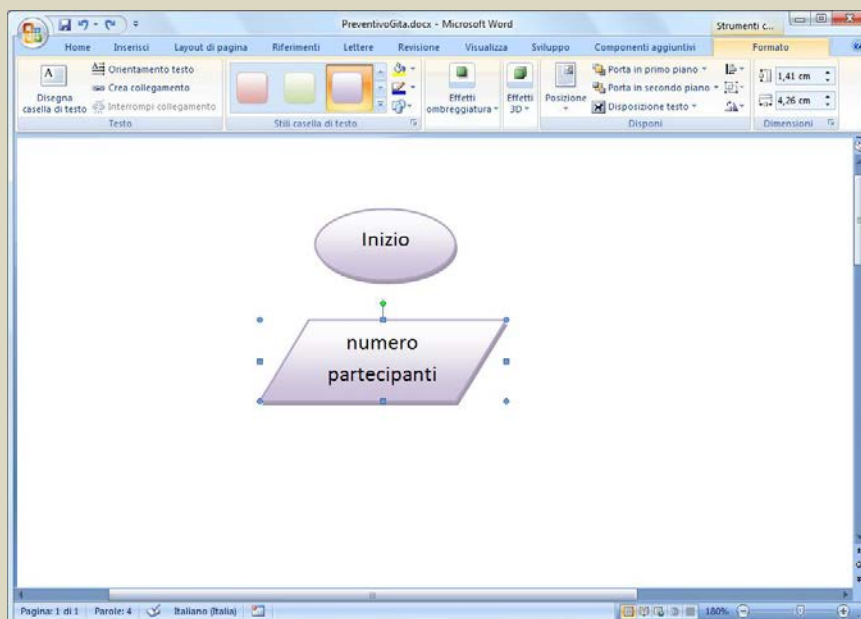 PreventivoGita.docx - Microsoft Word
Strumenti c...
Home Inserisci Layout di pagina Riferimenti Lettere Revisione Visualizza Sviluppo Componenti aggiuntivi Formato
A
Disegna
casella di testo
Orientamento testo
Crea collegamento
Interrompi collegamento
Testo
Stili casella di testo
Effetti
ombreggiatura
Effetti
3D
Posizione
Porta in primo piano
Porta in secondo piano
Disposizione testo
Disponi
1,41 cm
4,26 cm
Dimensioni
Inizio
numero
partecipanti
Pagina: 1 di 1 Parole: 4 Italiano (Italia) 180%